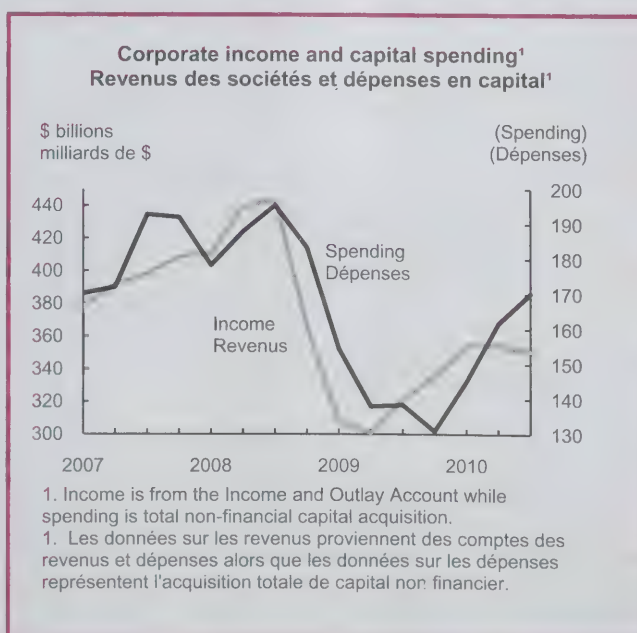 Corporate income and capital spending¹
Revenus des sociétés et dépenses en capital¹
$ billions
milliards de $
(Spending)
(Dépenses)
440
420
400
380
360
340
320
300
200
190
180
170
160
150
140
130
Spending
Dépenses
Income
Revenus
2007
2008
2009
2010
1. Income is from the Income and Outlay Account while
spending is total non-financial capital acquisition.
1. Les données sur les revenus proviennent des comptes des
revenus et dépenses alors que les données sur les dépenses
représentent l'acquisition totale de capital non financier.